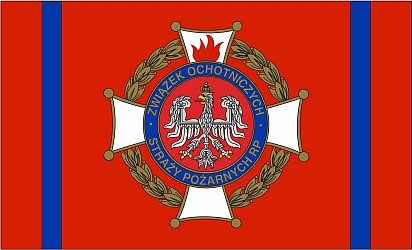 ZWIĄZEK OCHOTNICZYCH
STRAŻY POŻARNYCH RP